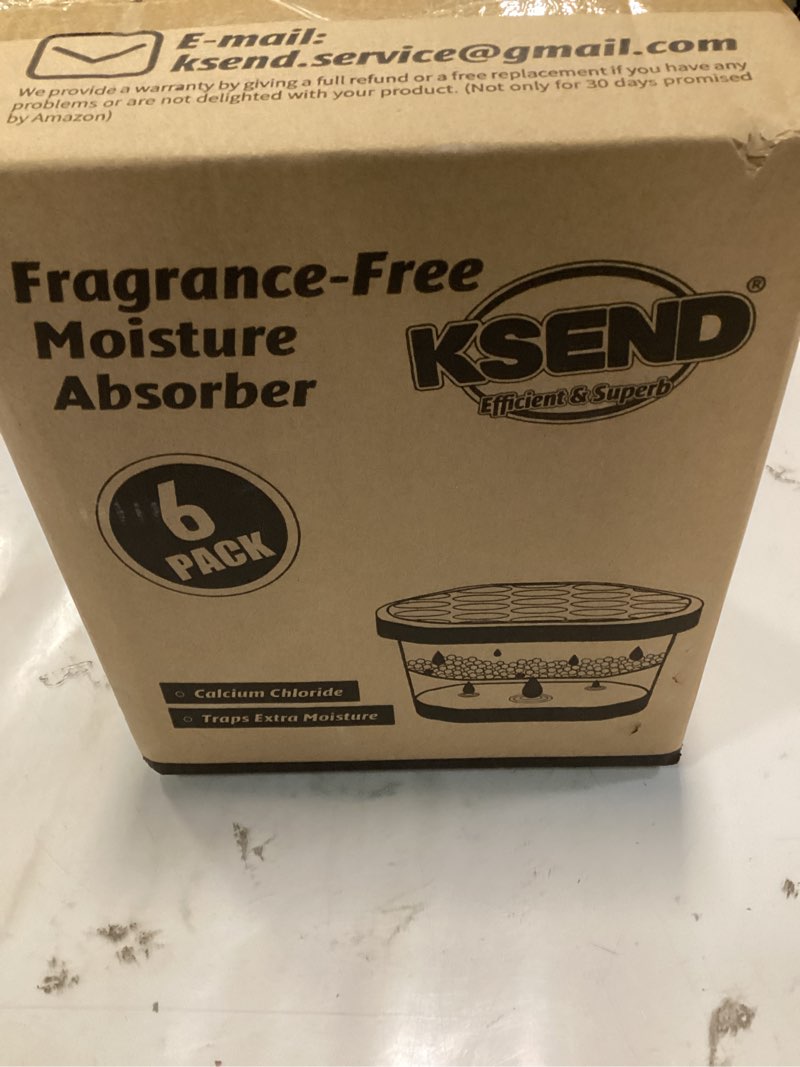 E-mail:
ksend.service@gmail.com
We provide a warranty by giving a full refund or a free replacement if you have any
problems or are not delighted with your product. (Not only for 30 days promised
by Amazon)
Fragrance-Free
Moisture
Absorber
KSEND®
Efficient & Superb
6
PACK
Calcium Chloride
Traps Extra Moisture